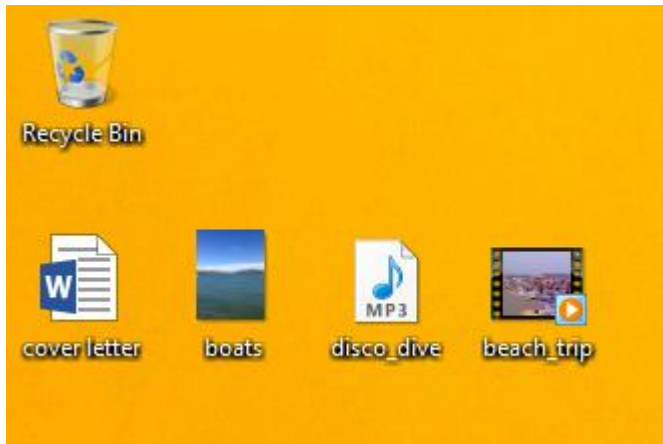 Recycle Bin
W
MP3
cover letter
boats
disco_dive
beach_trip